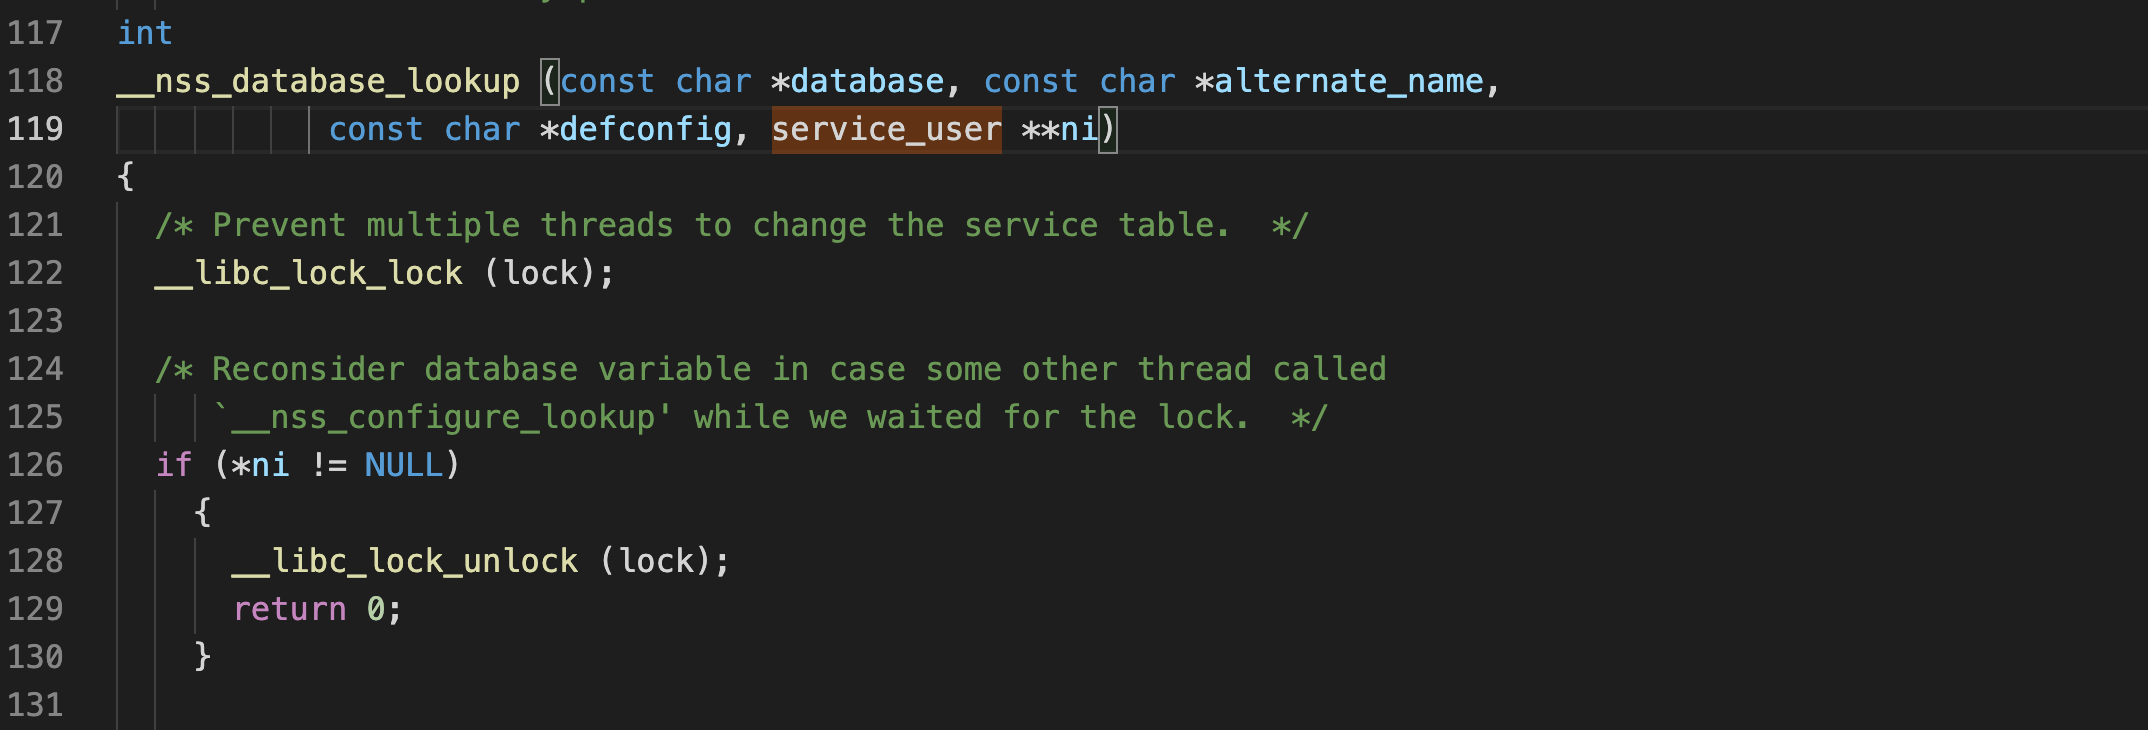 117 int
118 __nss_database_lookup (const char *database, const char *alternate_name,
119 const char *defconfig, service_user **ni)
120 {
121 /* Prevent multiple threads to change the service table.  */
122 __libc_lock_lock (lock);
123
124 /* Reconsider database variable in case some other thread called
125 `__nss_configure_lookup' while we waited for the lock.  */
126 if (*ni != NULL)
127 {
128 __libc_lock_unlock (lock);
129 return 0;
130 }
131